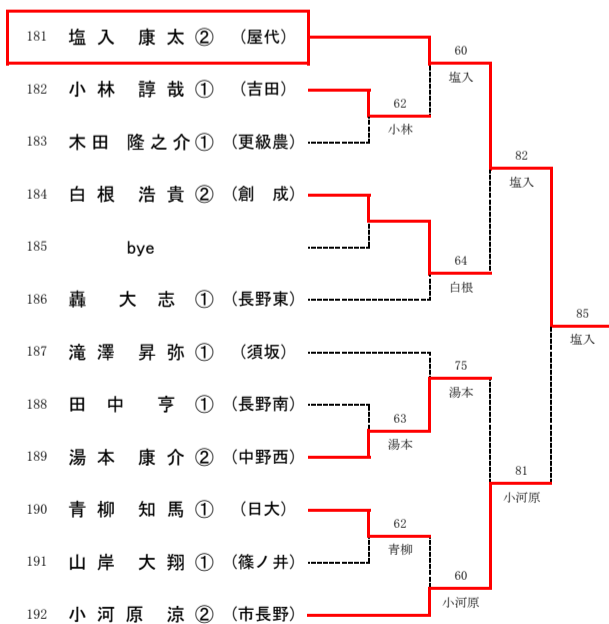 181 塩入 康太 ② (屋代)
60
塩入
182 小林 諄哉 ① (吉田)
62
小林
183 木田 隆之介 ① (更級農)
82
塩入
184 白根 浩貴 ② (創 成)
185 bye
64
白根
186 轟 大志 ① (長野東)
85
塩入
187 滝澤 昇弥 ① (須坂)
75
湯本
188 田中 亨 ① (長野南)
63
湯本
189 湯本 康介 ② (中野西)
81
小河原
190 青柳 知馬 ① (日大)
62
青柳
191 山岸 大翔 ① (篠ノ井)
60
小河原
192 小河原 涼 ② (市長野)